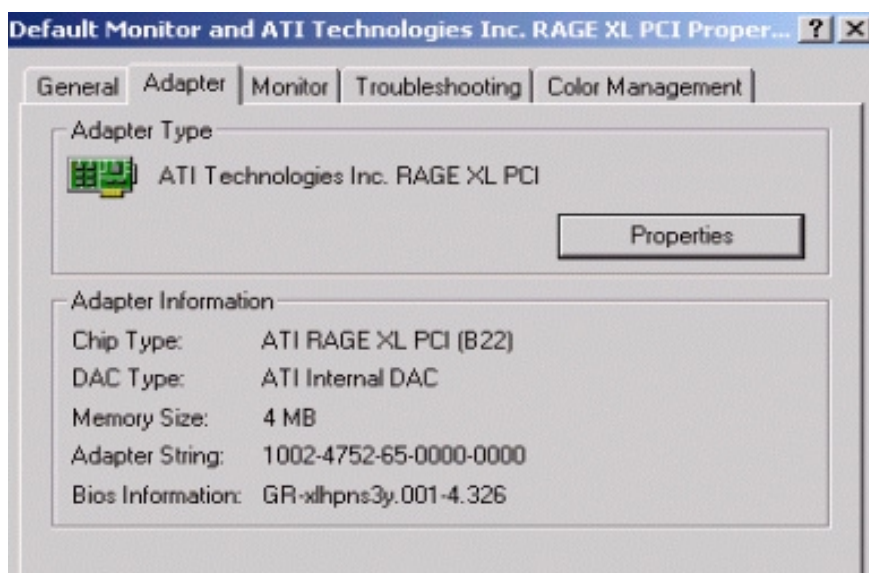 Default Monitor and ATI Technologies Inc. RAGE XL PCI Proper...
General Adapter Monitor Troubleshooting Color Management
Adapter Type
ATI Technologies Inc. RAGE XL PCI
Properties
Adapter Information
Chip Type: ATI RAGE XL PCI (B22)
DAC Type: ATI Internal DAC
Memory Size: 4 MB
Adapter String: 1002-4752-65-0000-0000
Bios Information: GR-xlhpns3y.001-4.326